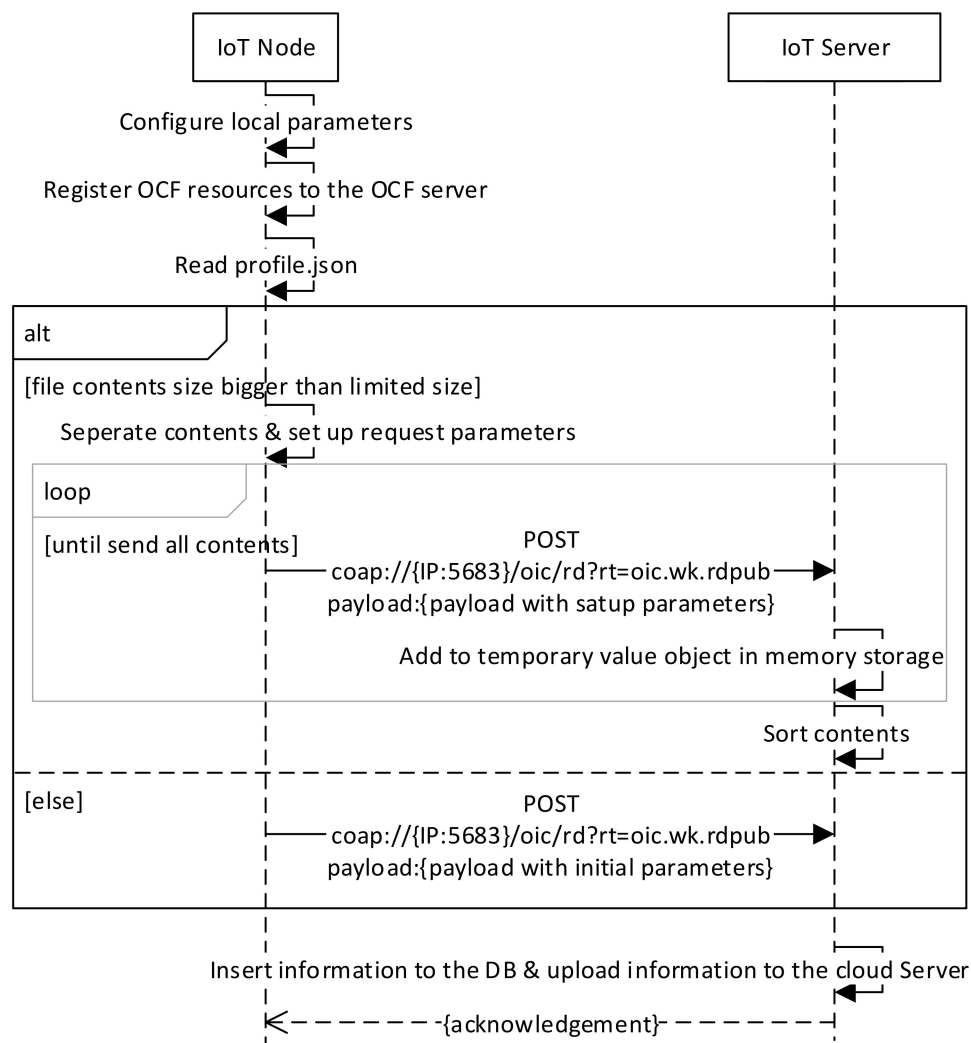 IoT Node
IoT Server
Configure local parameters
Register OCF resources to the OCF server
Read profile.json
alt
[file contents size bigger than limited size]
Seperate contents & set up request parameters
loop
[until send all contents]
POST
coap://{IP:5683}/oic/rd?rt=oic.wk.rdpub
payload:{payload with satup parameters}
Add to temporary value object in memory storage
Sort contents
[else]
POST
coap://{IP:5683}/oic/rd?rt=oic.wk.rdpub
payload:{payload with initial parameters}
Insert information to the DB & upload information to the cloud Server
{acknowledgement}